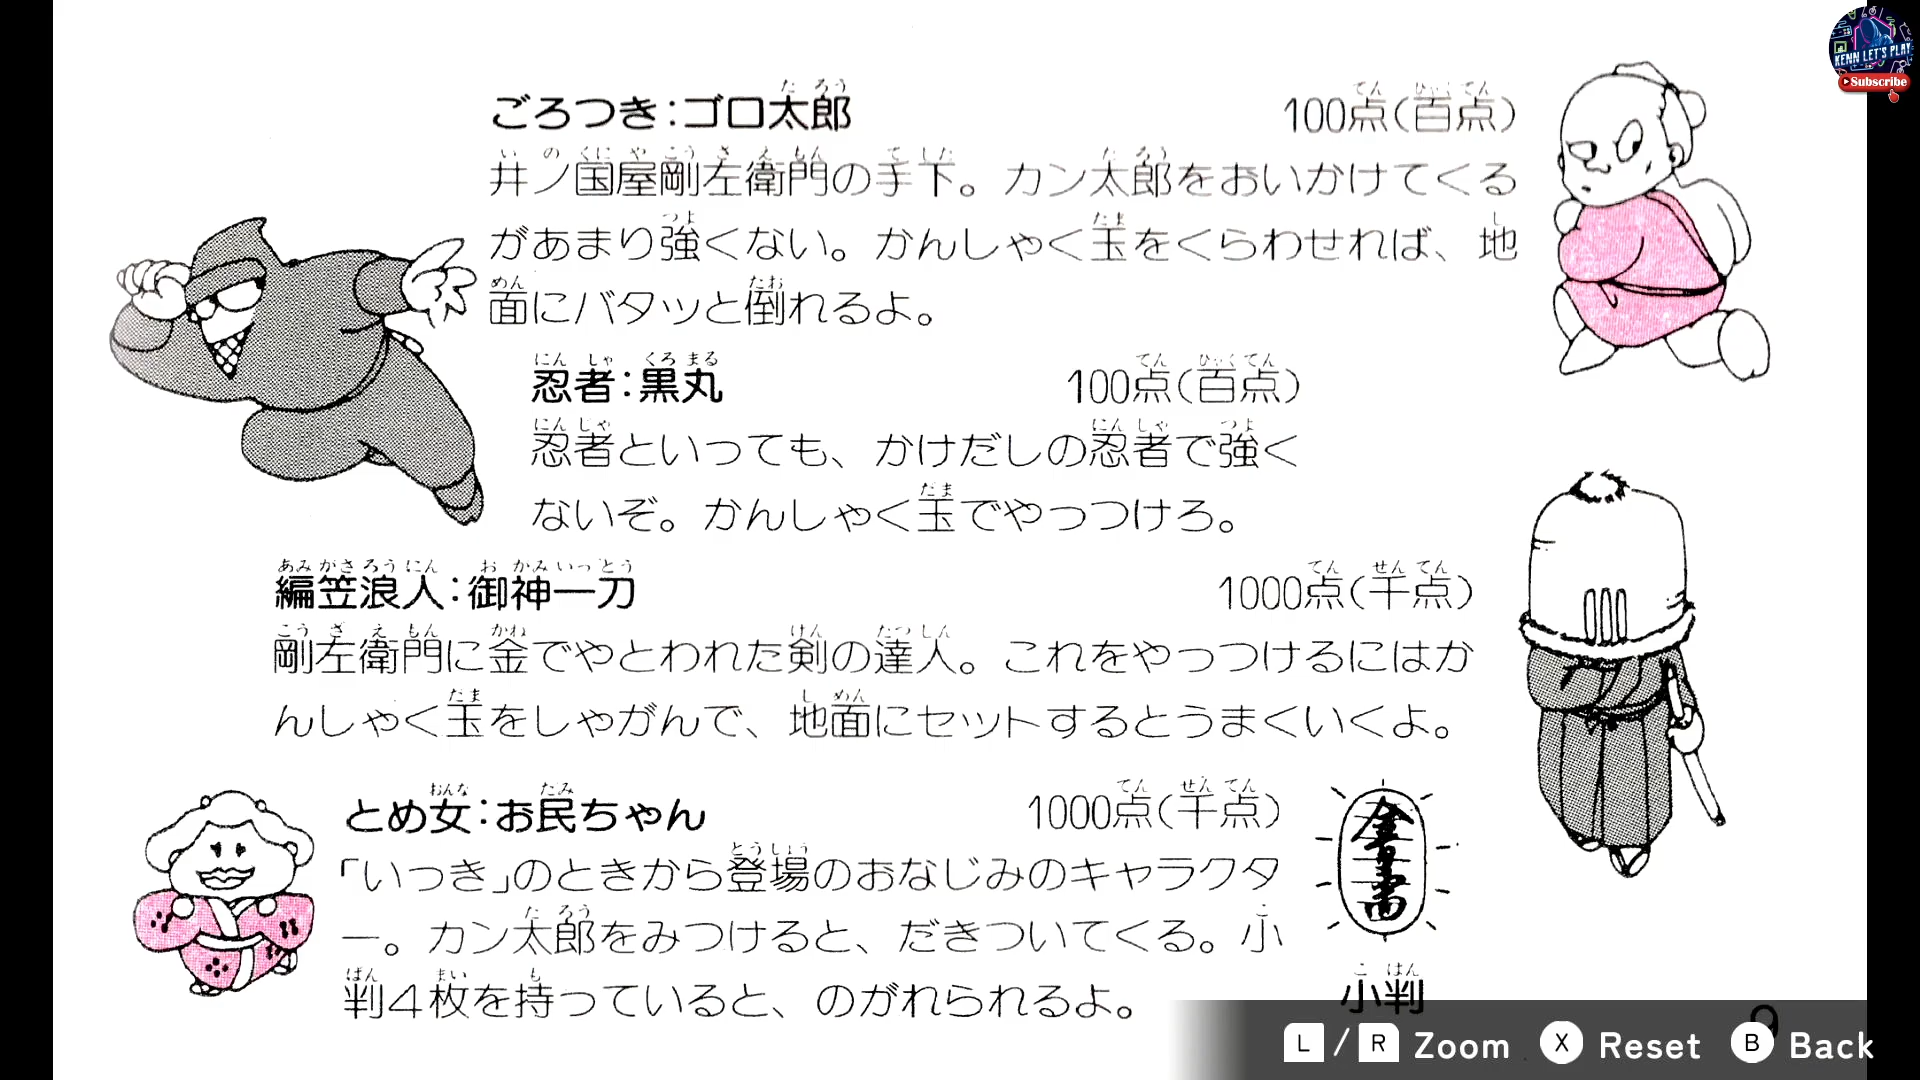 KENN LET'S PLAY
Subscribe
ごろつき：ゴロ太郎 100点（百点）
井ノ国屋剛左衛門の手下。カン太郎をおいかけてくる
があまり強くない。かんしゃく玉をくらわせれば、地
面にバタッと倒れるよ。
忍者：黒丸 100点（百点）
忍者といっても、かけだしの忍者で強く
ないぞ。かんしゃく玉でやっつけろ。
編笠浪人：御神一刀 1000点（千点）
剛左衛門に金でやとわれた剣の達人。これをやっつけるにはか
んしゃく玉をしゃがんで、地面にセットするとうまくいくよ。
とめ女：お民ちゃん 1000点（千点）
「いっき」のときから登場のおなじみのキャラクタ
ー。カン太郎をみつけると、だきついてくる。小
判4枚を持っていると、のがれられるよ。
小判
9
L / R Zoom X Reset B Back